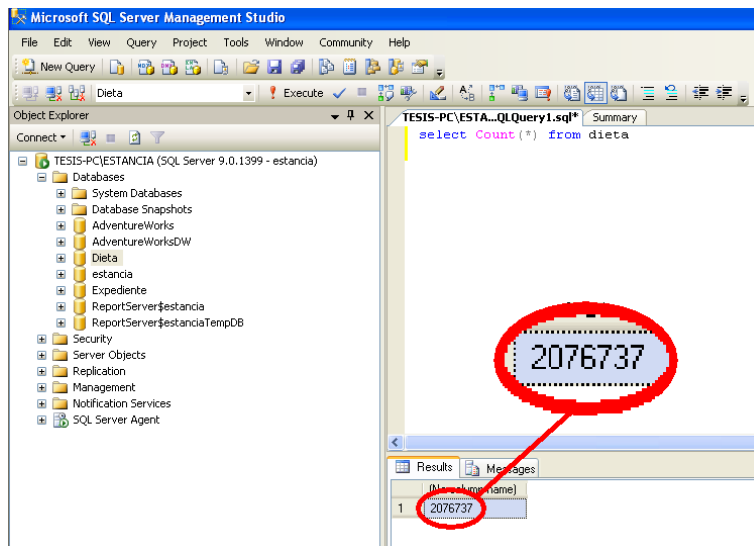 Microsoft SQL Server Management Studio
File Edit View Query Project Tools Window Community Help
New Query
Dieta Execute
Object Explorer
Connect
TESIS-PC\ESTANCIA (SQL Server 9.0.1399 - estancia)
Databases
System Databases
Database Snapshots
AdventureWorks
AdventureWorksDW
Dieta
estancia
Expediente
ReportServer$estancia
ReportServer$estanciaTempDB
Security
Server Objects
Replication
Management
Notification Services
SQL Server Agent
TESIS-PC\ESTA...QLQuery1.sql* Summary
select Count(*) from dieta
2076737
Results Messages
(No column name)
1 2076737